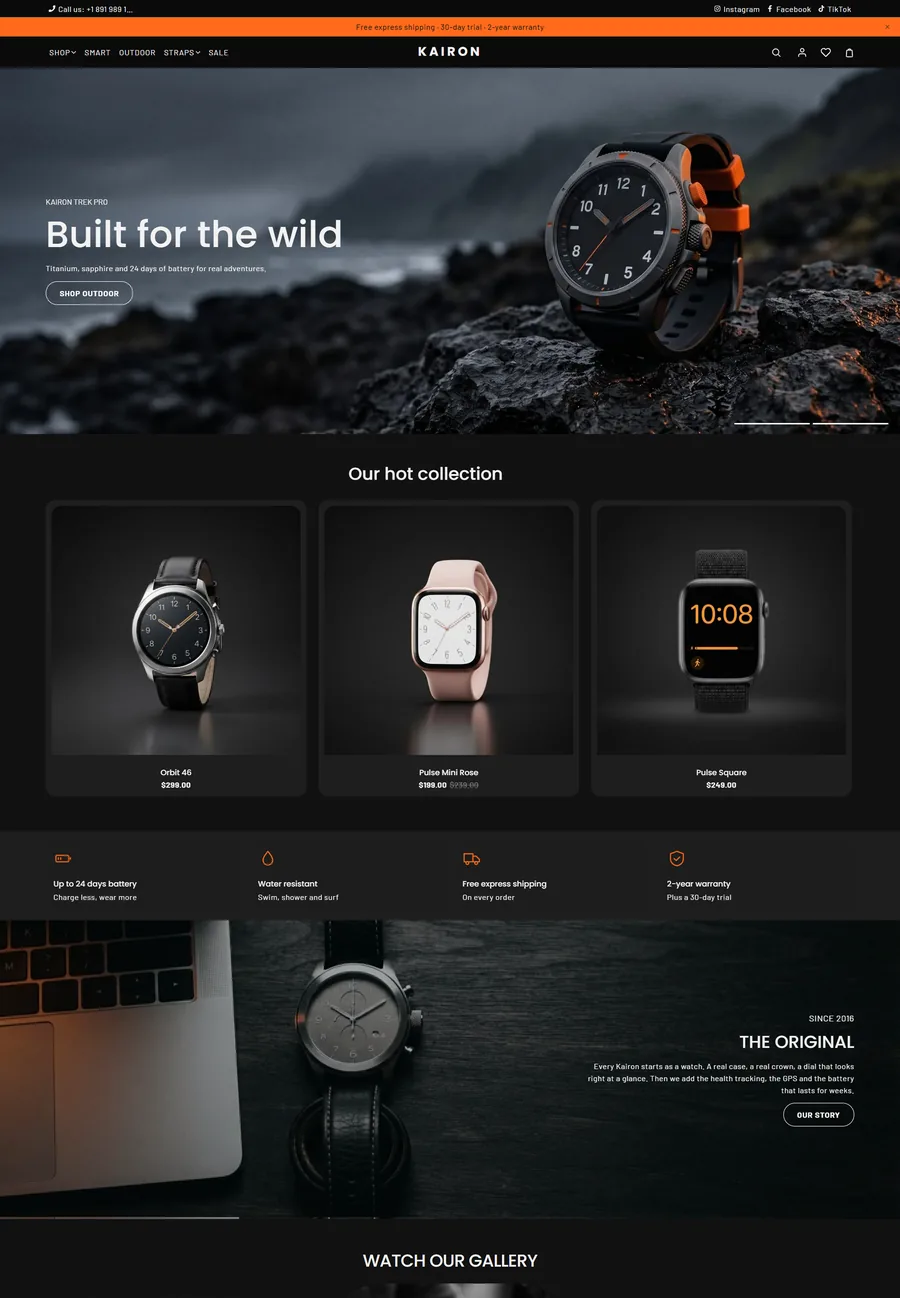 Call us: +1 891 989 1...
Instagram Facebook TikTok
Free express shipping · 30-day trial · 2-year warranty
SHOP SMART OUTDOOR STRAPS SALE
KAIRON
KAIRON TREK PRO
Built for the wild
Titanium, sapphire and 24 days of battery for real adventures.
SHOP OUTDOOR
Our hot collection
10:08
Orbit 46
$299.00
Pulse Mini Rose
$199.00 $239.00
Pulse Square
$249.00
Up to 24 days battery
Charge less, wear more
Water resistant
Swim, shower and surf
Free express shipping
On every order
2-year warranty
Plus a 30-day trial
SINCE 2016
THE ORIGINAL
Every Kairon starts as a watch. A real case, a real crown, a dial that looks
right at a glance. Then we add the health tracking, the GPS and the battery
that lasts for weeks.
OUR STORY
WATCH OUR GALLERY